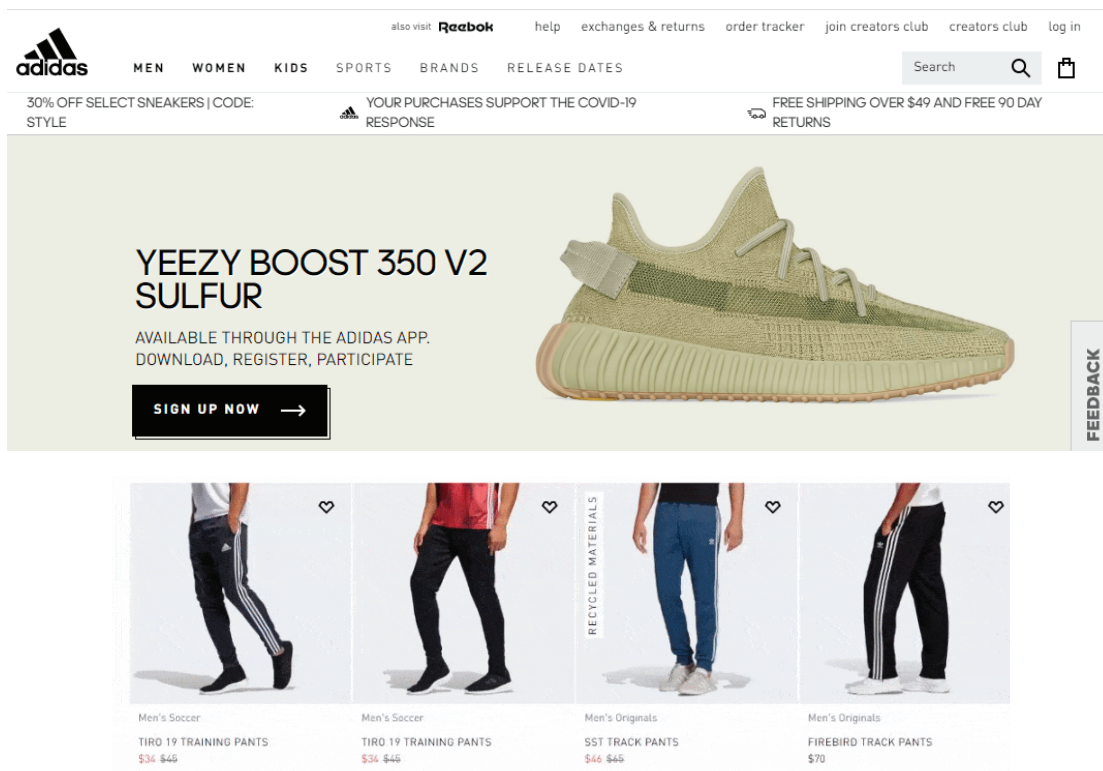 also visit Reebok help exchanges & returns order tracker join creators club creators club log in
adidas
MEN WOMEN KIDS SPORTS BRANDS RELEASE DATES Search
30% OFF SELECT SNEAKERS | CODE:
STYLE
adidas
YOUR PURCHASES SUPPORT THE COVID-19
RESPONSE
FREE SHIPPING OVER $49 AND FREE 90 DAY
RETURNS
YEEZY BOOST 350 V2
SULFUR
AVAILABLE THROUGH THE ADIDAS APP.
DOWNLOAD, REGISTER, PARTICIPATE
SIGN UP NOW
FEEDBACK
RECYCLED MATERIALS
Men's Soccer
TIRO 19 TRAINING PANTS
$34 $45
Men's Soccer
TIRO 19 TRAINING PANTS
$34 $45
Men's Originals
SST TRACK PANTS
$46 $65
Men's Originals
FIREBIRD TRACK PANTS
$70